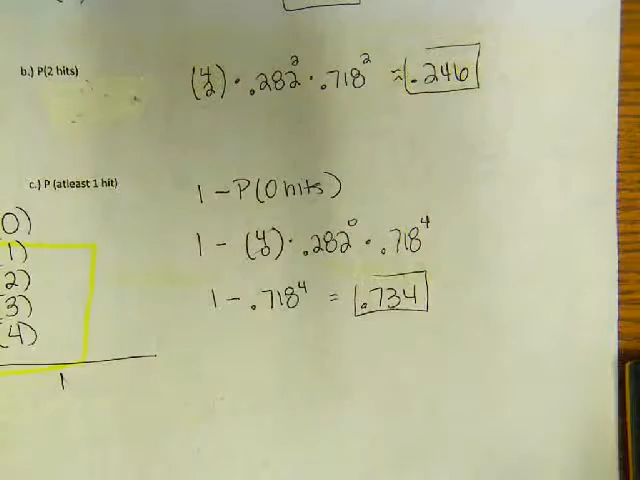 b.) P(2 hits)
(4 2) · .282² · .718² ≈ .246
c.) P (atleast 1 hit)
1 - P(0 hits)
0)
1 - (4 0) · .282⁰ · .718⁴
1)
(2)
(3)
1 - .718⁴ = .734
(4)
1